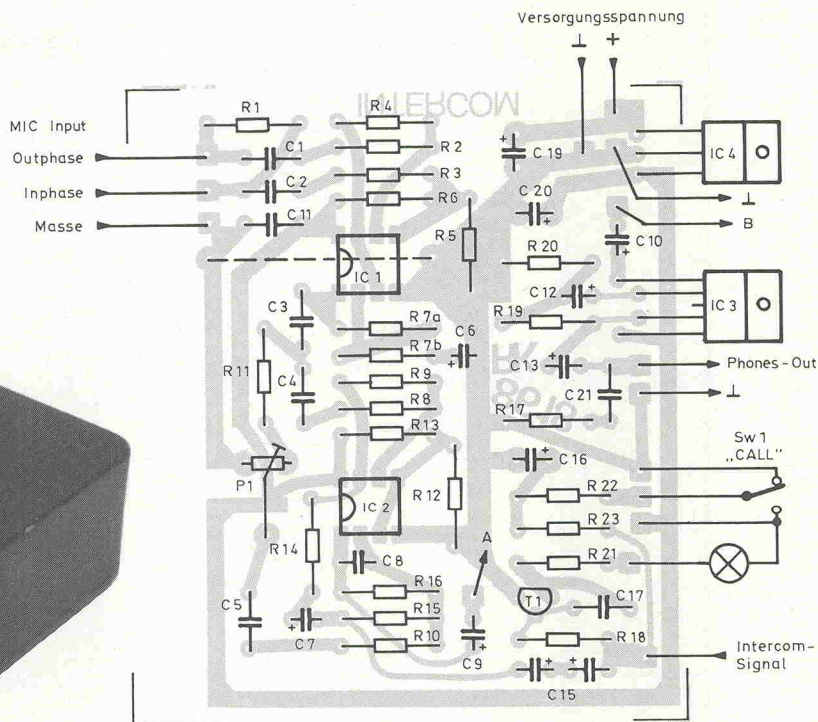 Versorgungsspannung
⊥ +
INTERCOM
MIC Input
Outphase
Inphase
Masse
R1
R4
C1
R2
C2
R3
C11
R6
R5
IC 1
C19
C20
IC 4
⊥
B
C10
R20
C12
IC 3
R19
C3
R7a
R7b
C6
R11
C4
R9
R8
R13
C13
Phones-Out
C21
⊥
R17
Sw1
„CALL”
P1
IC 2
R12
C16
R22
R23
R14
A
R21
C8
C5
C7
R16
R15
R10
T1
C17
C9
R18
C15
Intercom-
Signal